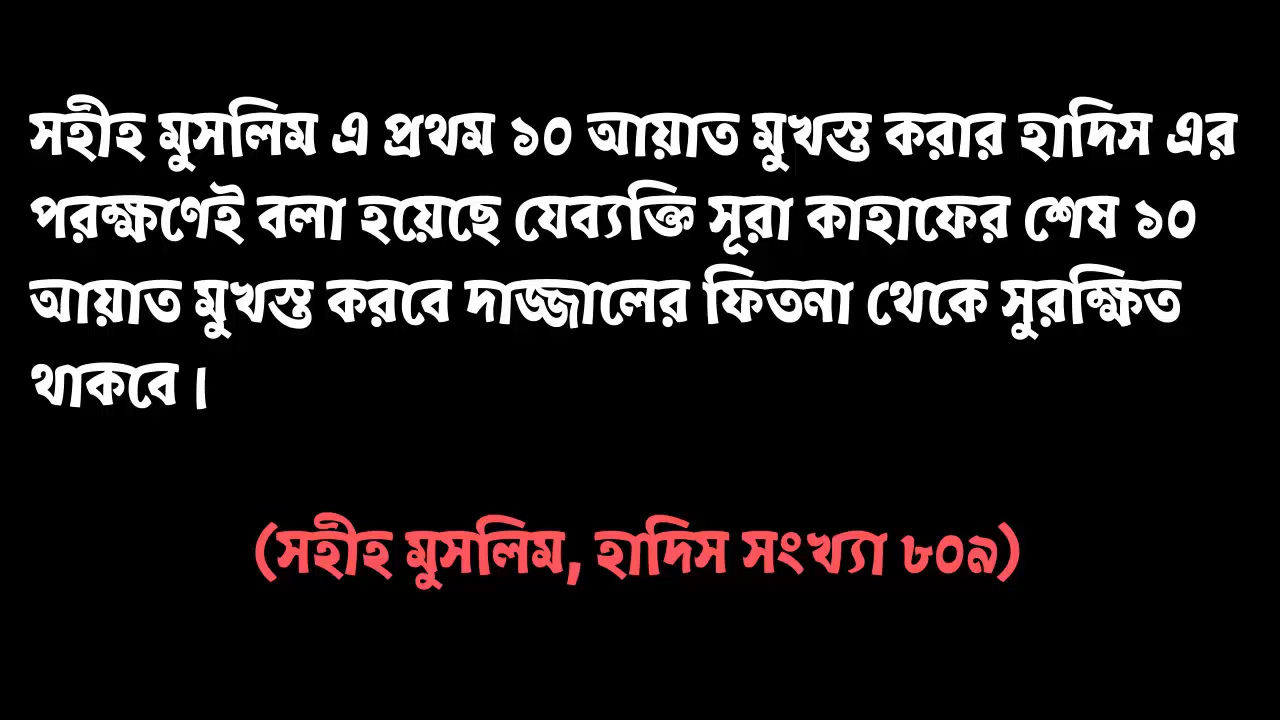 সহীহ মুসলিম এ প্রথম ১০ আয়াত মুখস্ত করার হাদিস এর
পরক্ষণেই বলা হয়েছে যেব্যক্তি সূরা কাহাফের শেষ ১০
আয়াত মুখস্ত করবে দাজ্জালের ফিতনা থেকে সুরক্ষিত
থাকবে।
(সহীহ মুসলিম, হাদিস সংখ্যা ৮০৯)